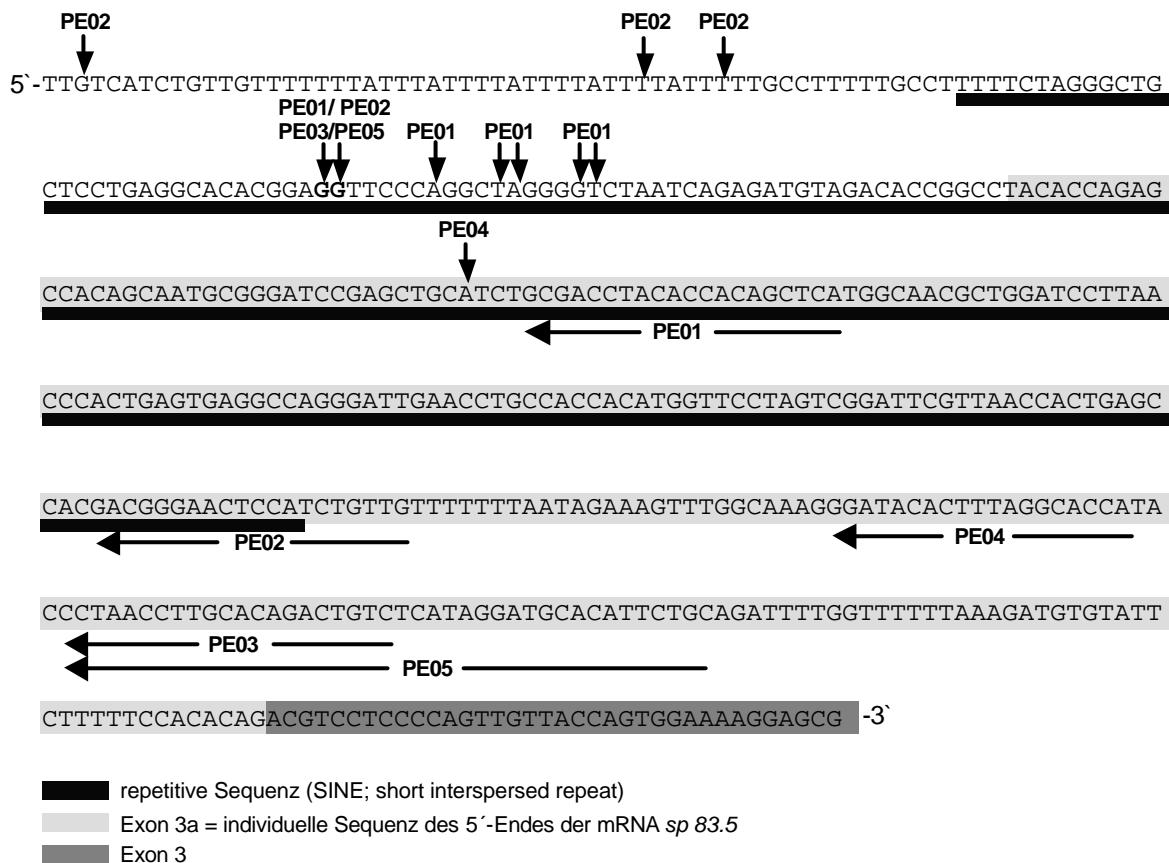 PE02 PE02 PE02
5`-TTGTCATCTGTTGTTTTTTTATTTATTTTATTTTATTTTATTTTTGCCTTTTTGCCTTTTTCTAGGGCTG
PE01/ PE02
PE03/PE05 PE01 PE01 PE01
CTCCTGAGGCACACGGAGGTTCCCAGGCTAGGGGTCTAATCAGAGATGTAGACACCGGCCTACACCAGAG
PE04
CCACAGCAATGCGGGATCCGAGCTGCATCTGCGACCTACACCACAGCTCATGGCAACGCTGGATCCTTAA
PE01
CCCACTGAGTGAGGCCAGGGATTGAACCTGCCACCACATGGTTCCTAGTCGGATTCGTTAACCACTGAGC
CACGACGGGAACTCCATCTGTTGTTTTTTTAATAGAAAGTTTGGCAAAGGGATACACTTTAGGCACCATA
PE02 PE04
CCCTAACCTTGCACAGACTGTCTCATAGGATGCACATTCTGCAGATTTTGGTTTTTTAAAGATGTGTATT
PE03
PE05
CTTTTTCCACACAGACGTCCTCCCCAGTTGTTACCAGTGGAAAAGGAGCG -3`
repetitive Sequenz (SINE; short interspersed repeat)
Exon 3a = individuelle Sequenz des 5´-Endes der mRNA sp 83.5
Exon 3